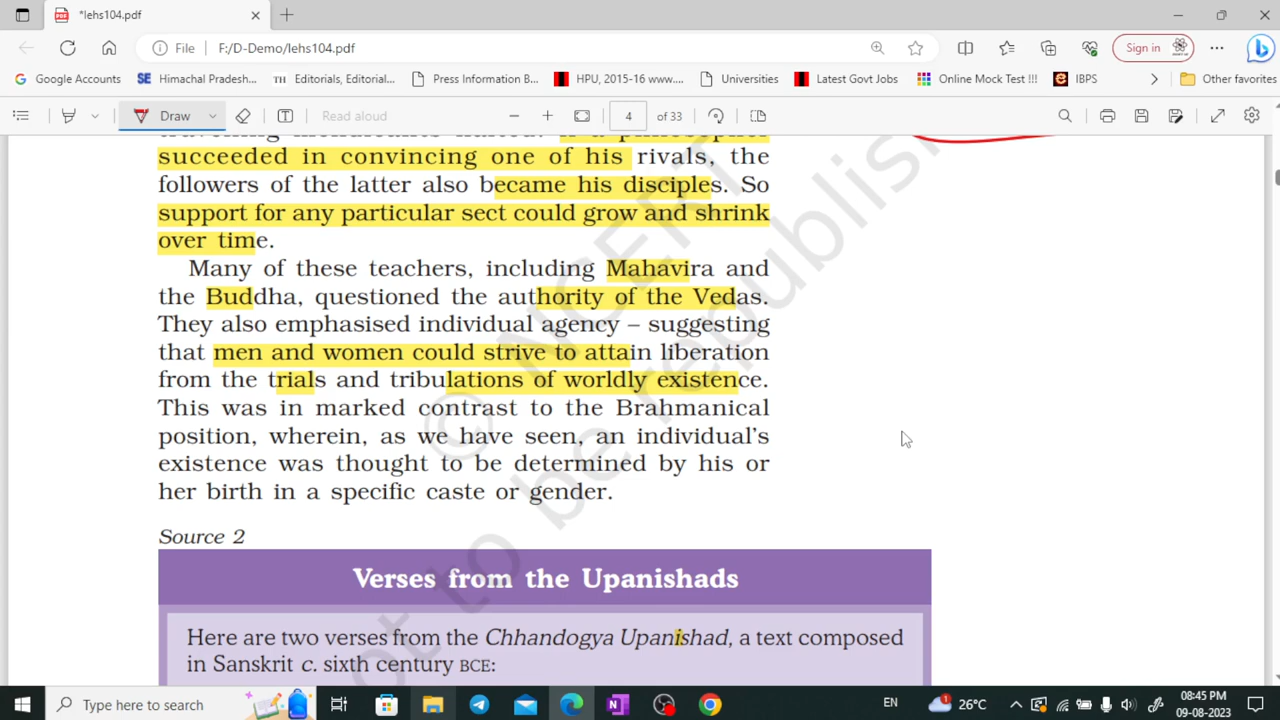 *lehs104.pdf
File F:/D-Demo/lehs104.pdf
Sign in
Google Accounts SE Himachal Pradesh... TH Editorials, Editorial... Press Information B... HPU, 2015-16 www.... Universities Latest Govt Jobs Online Mock Test !!! IBPS Other favorites
Draw Read aloud 4 of 33
succeeded in convincing one of his rivals, the
followers of the latter also became his disciples. So
support for any particular sect could grow and shrink
over time.
Many of these teachers, including Mahavira and
the Buddha, questioned the authority of the Vedas.
They also emphasised individual agency – suggesting
that men and women could strive to attain liberation
from the trials and tribulations of worldly existence.
This was in marked contrast to the Brahmanical
position, wherein, as we have seen, an individual's
existence was thought to be determined by his or
her birth in a specific caste or gender.
© NCERT
not to be republish
Source 2
Verses from the Upanishads
Here are two verses from the Chhandogya Upanishad, a text composed
in Sanskrit c. sixth century BCE:
Type here to search EN 26°C 08:45 PM
09-08-2023